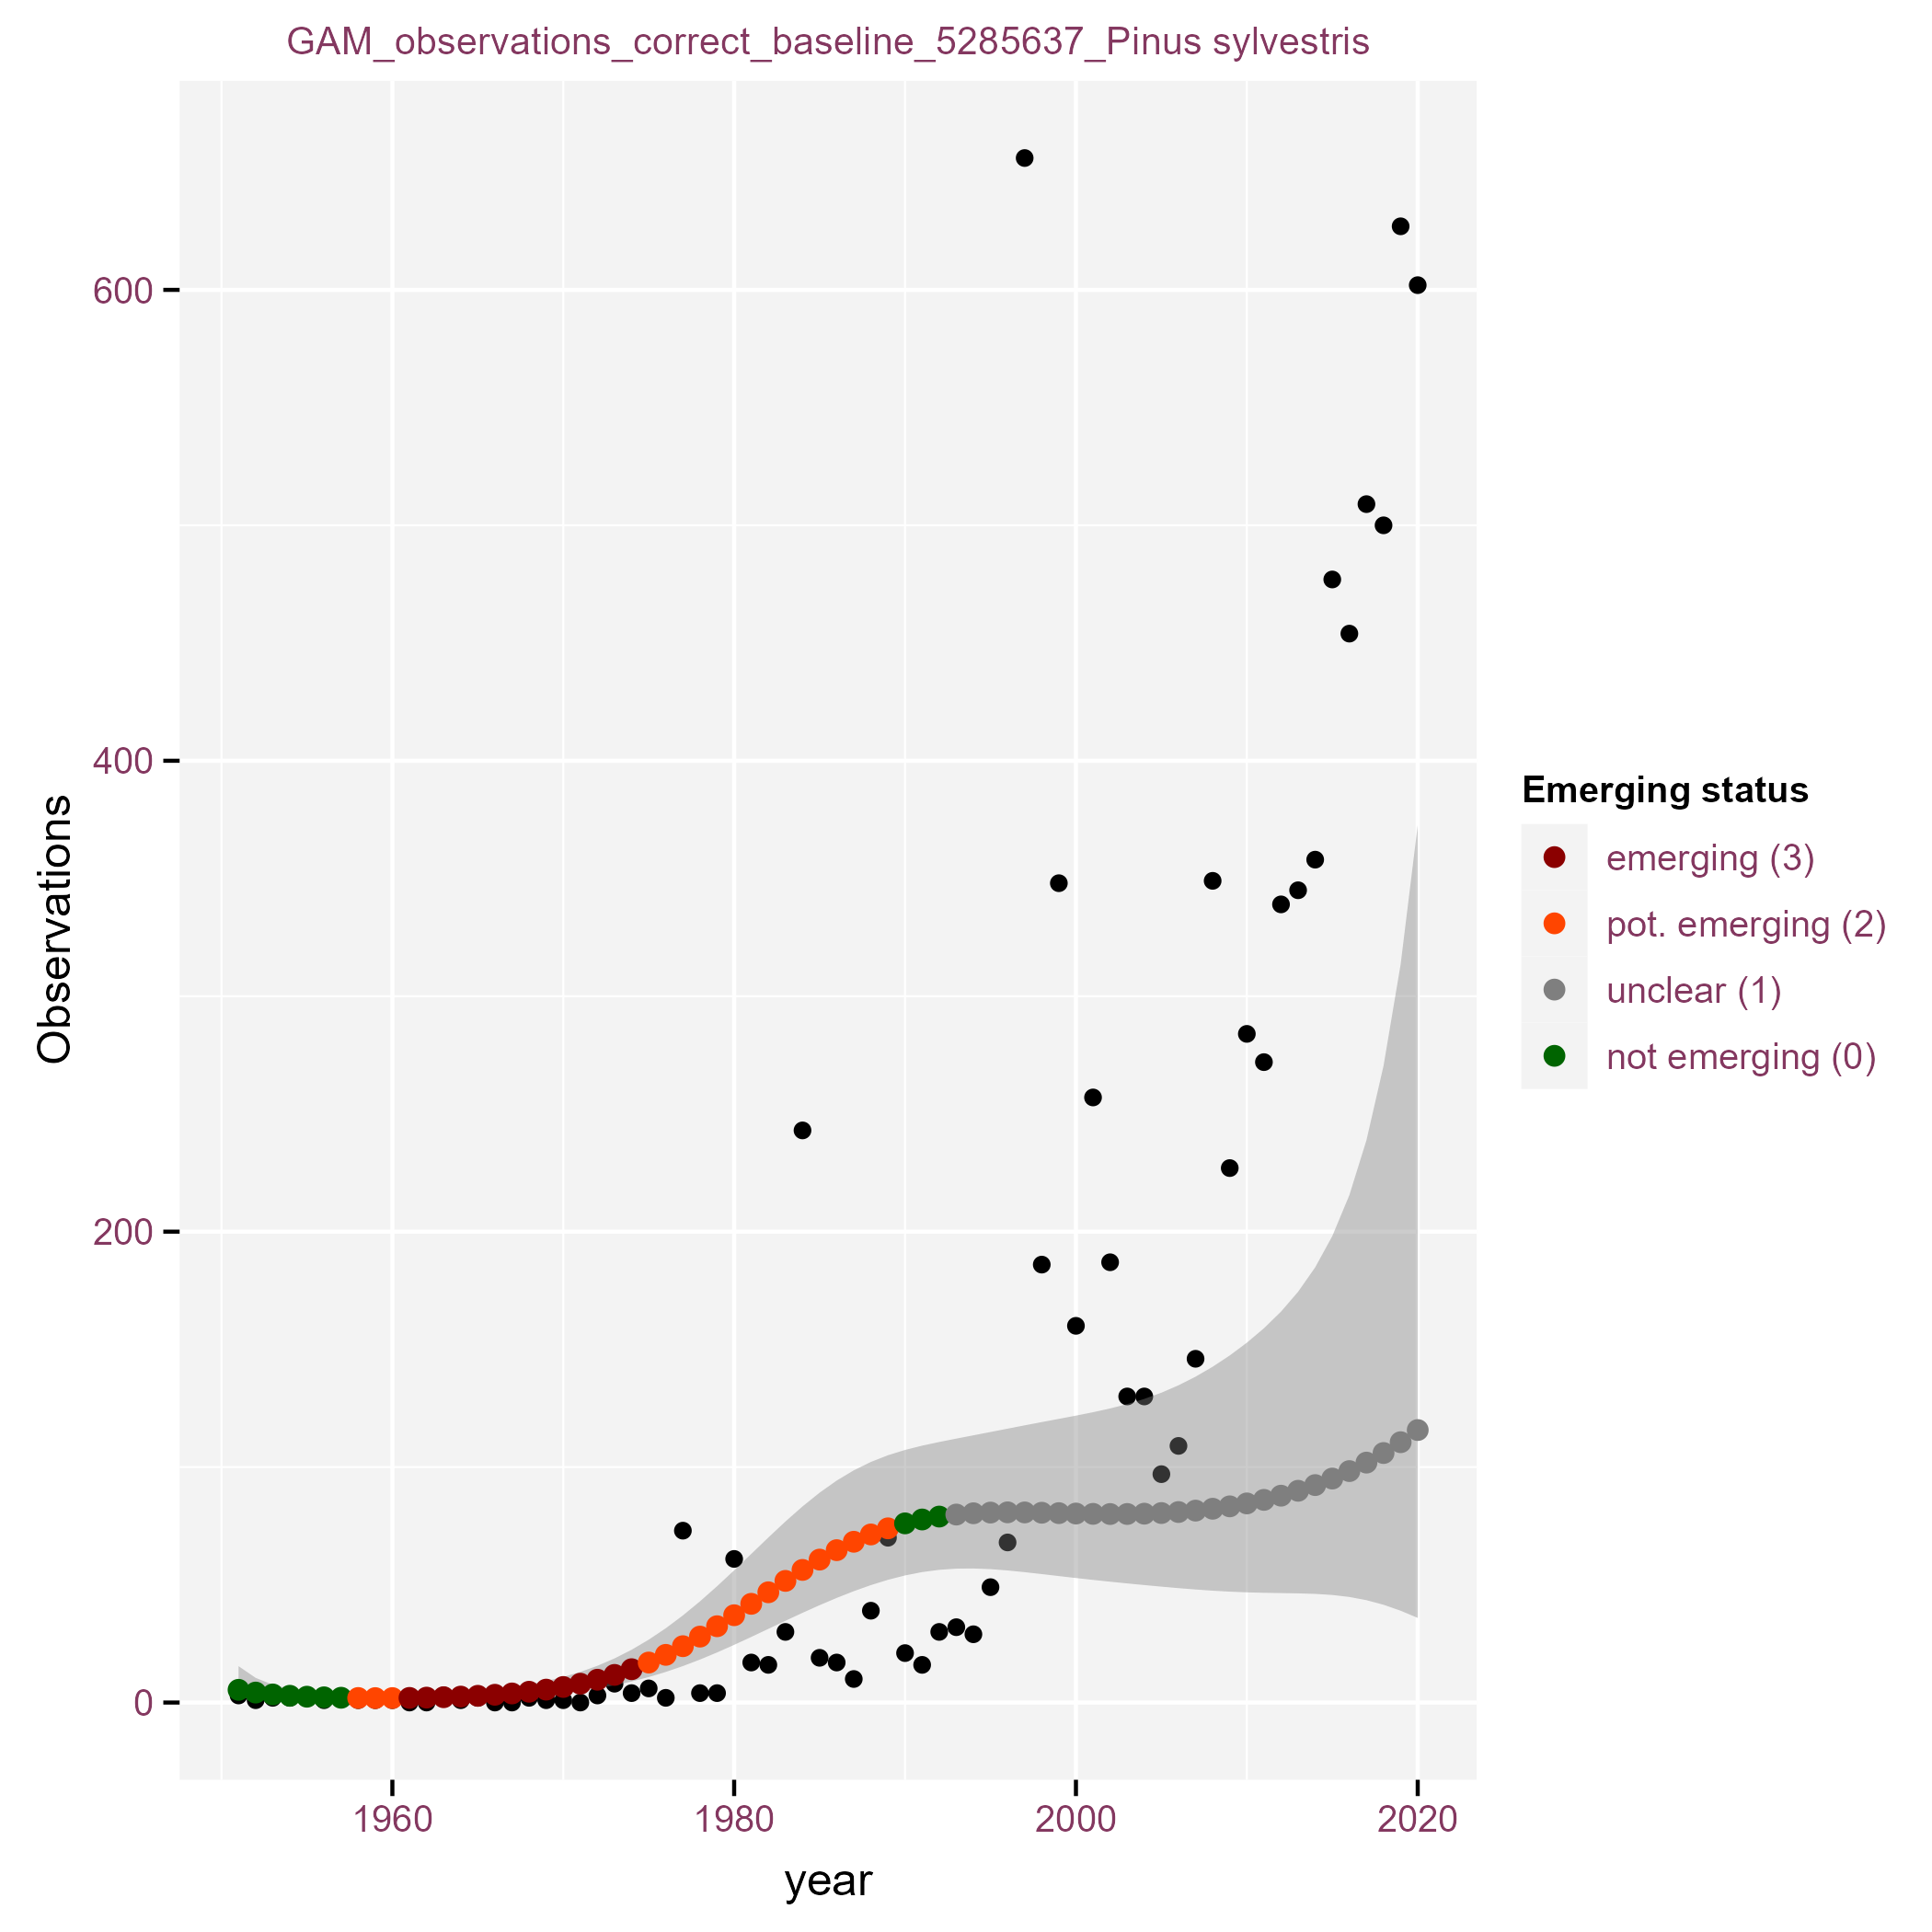 GAM_observations_correct_baseline_5285637_Pinus sylvestris
Observations
600
400
200
0
1960
1980
2000
2020
year
Emerging status
emerging (3)
pot. emerging (2)
unclear (1)
not emerging (0)